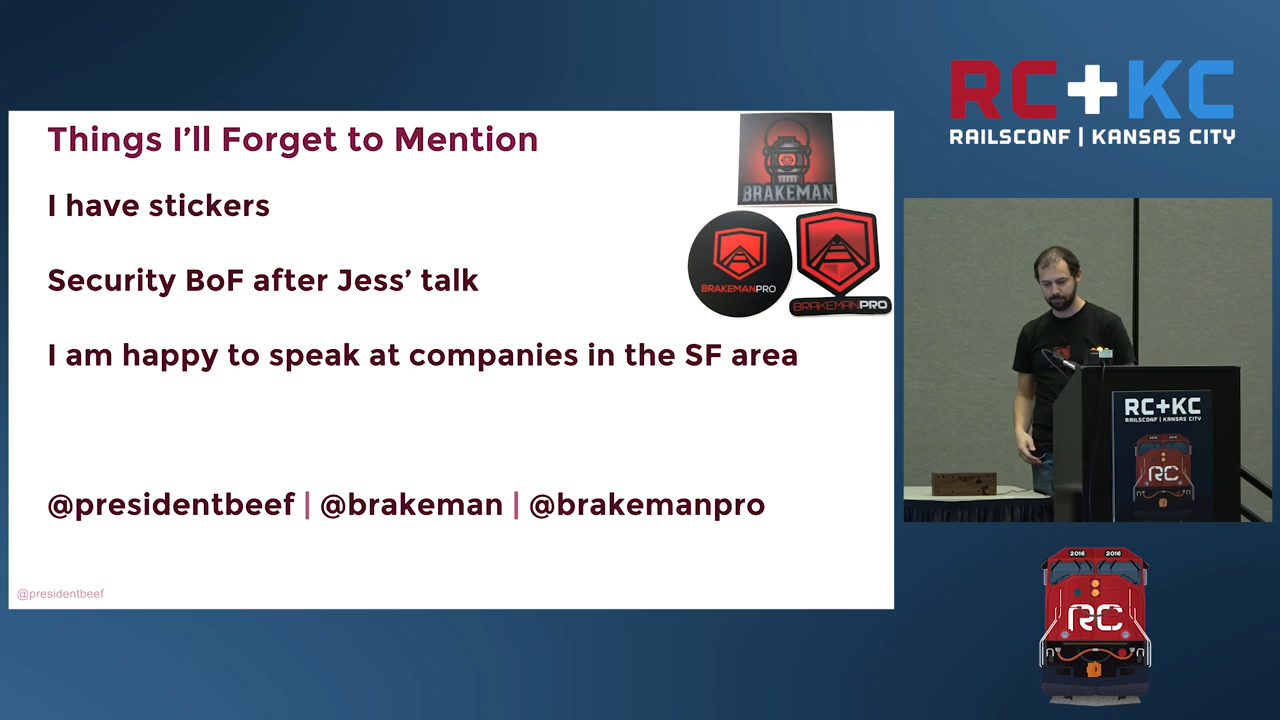 Things I'll Forget to Mention
I have stickers
Security BoF after Jess' talk
I am happy to speak at companies in the SF area
@presidentbeef | @brakeman | @brakemanpro
@presidentbeef
BRAKEMAN
BRAKEMANPRO
BRAKEMANPRO
RC+KC
RAILSCONF | KANSAS CITY
RC+KC
RAILSCONF | KANSAS CITY
RC
2016 2016
RC